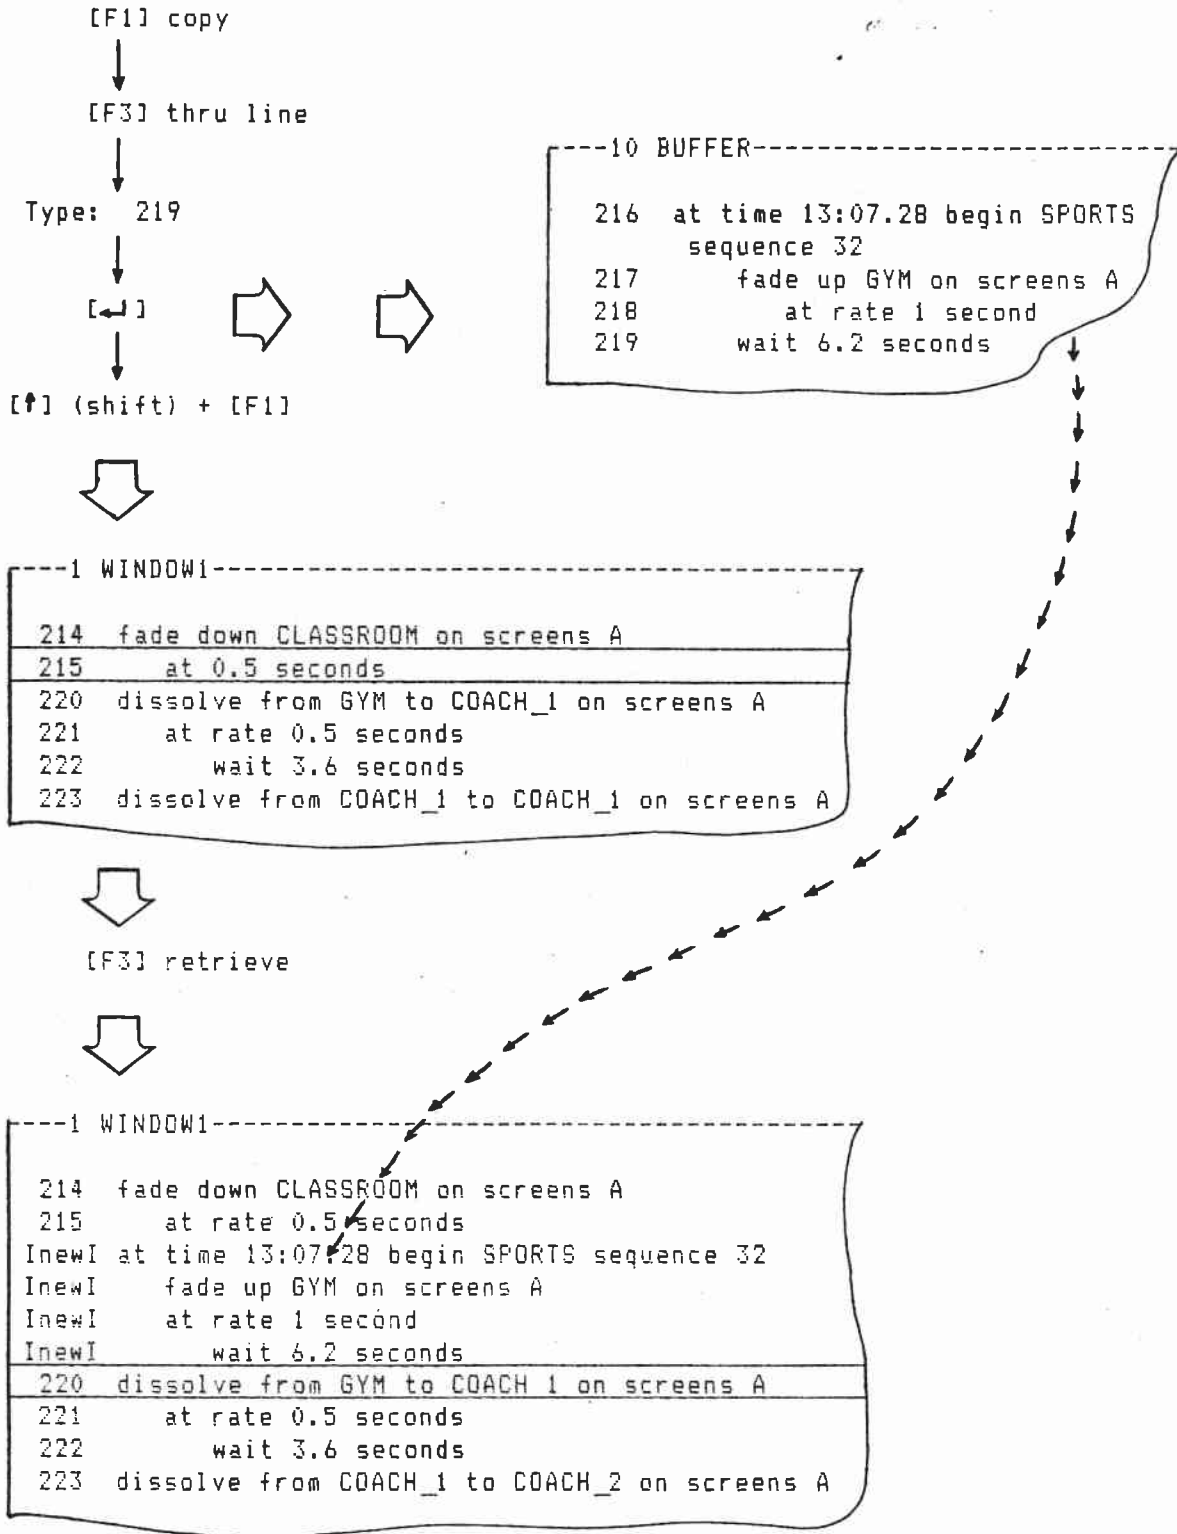 [F1] copy
[F3] thru line
Type:  219
[↵]
[↑] (shift) + [F1]
----10 BUFFER----------------------------
216  at time 13:07.28 begin SPORTS
sequence 32
217     fade up GYM on screens A
218        at rate 1 second
219     wait 6.2 seconds
----1 WINDOW1----------------------------------------
214  fade down CLASSROOM on screens A
215     at 0.5 seconds
220  dissolve from GYM to COACH_1 on screens A
221     at rate 0.5 seconds
222        wait 3.6 seconds
223  dissolve from COACH_1 to COACH_1 on screens A
[F3] retrieve
----1 WINDOW1----------------------------------------
214  fade down CLASSROOM on screens A
215     at rate 0.5 seconds
InewI at time 13:07.28 begin SPORTS sequence 32
InewI    fade up GYM on screens A
InewI    at rate 1 second
InewI       wait 6.2 seconds
220  dissolve from GYM to COACH 1 on screens A
221     at rate 0.5 seconds
222        wait 3.6 seconds
223  dissolve from COACH_1 to COACH_2 on screens A